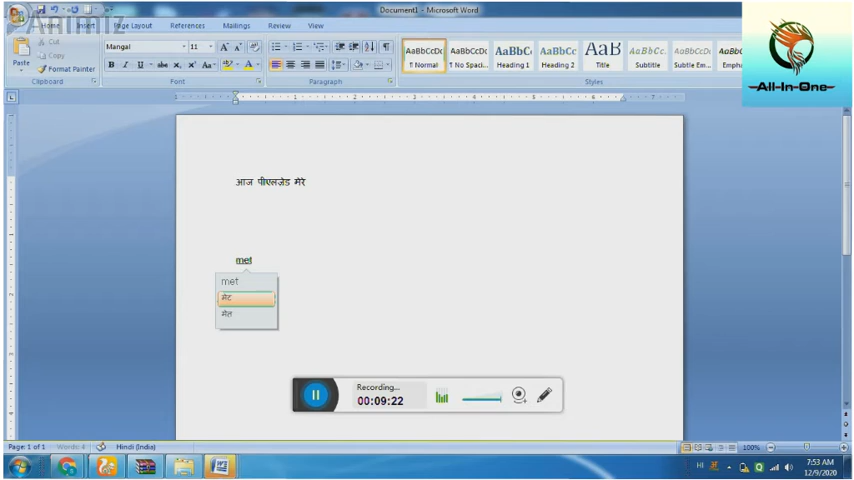 Document1 - Microsoft Word
Animiz
Home Insert Page Layout References Mailings Review View
Cut
Copy
Format Painter
Paste
Clipboard
Mangal 11
Font
Paragraph
AaBbCcDc AaBbCcDc AaBbC AaBbCc AaB AaBbCc. AaBbCcDc AaBbC
¶ Normal ¶ No Spaci... Heading 1 Heading 2 Title Subtitle Subtle Em... Empha
Styles
All-In-One
आज पीएलजेड मेरे
met
met
मेट
मेत
Recording...
00:09:22
Page: 1 of 1 Words: 4 Hindi (India) 100%
HI
7:53 AM
12/9/2020